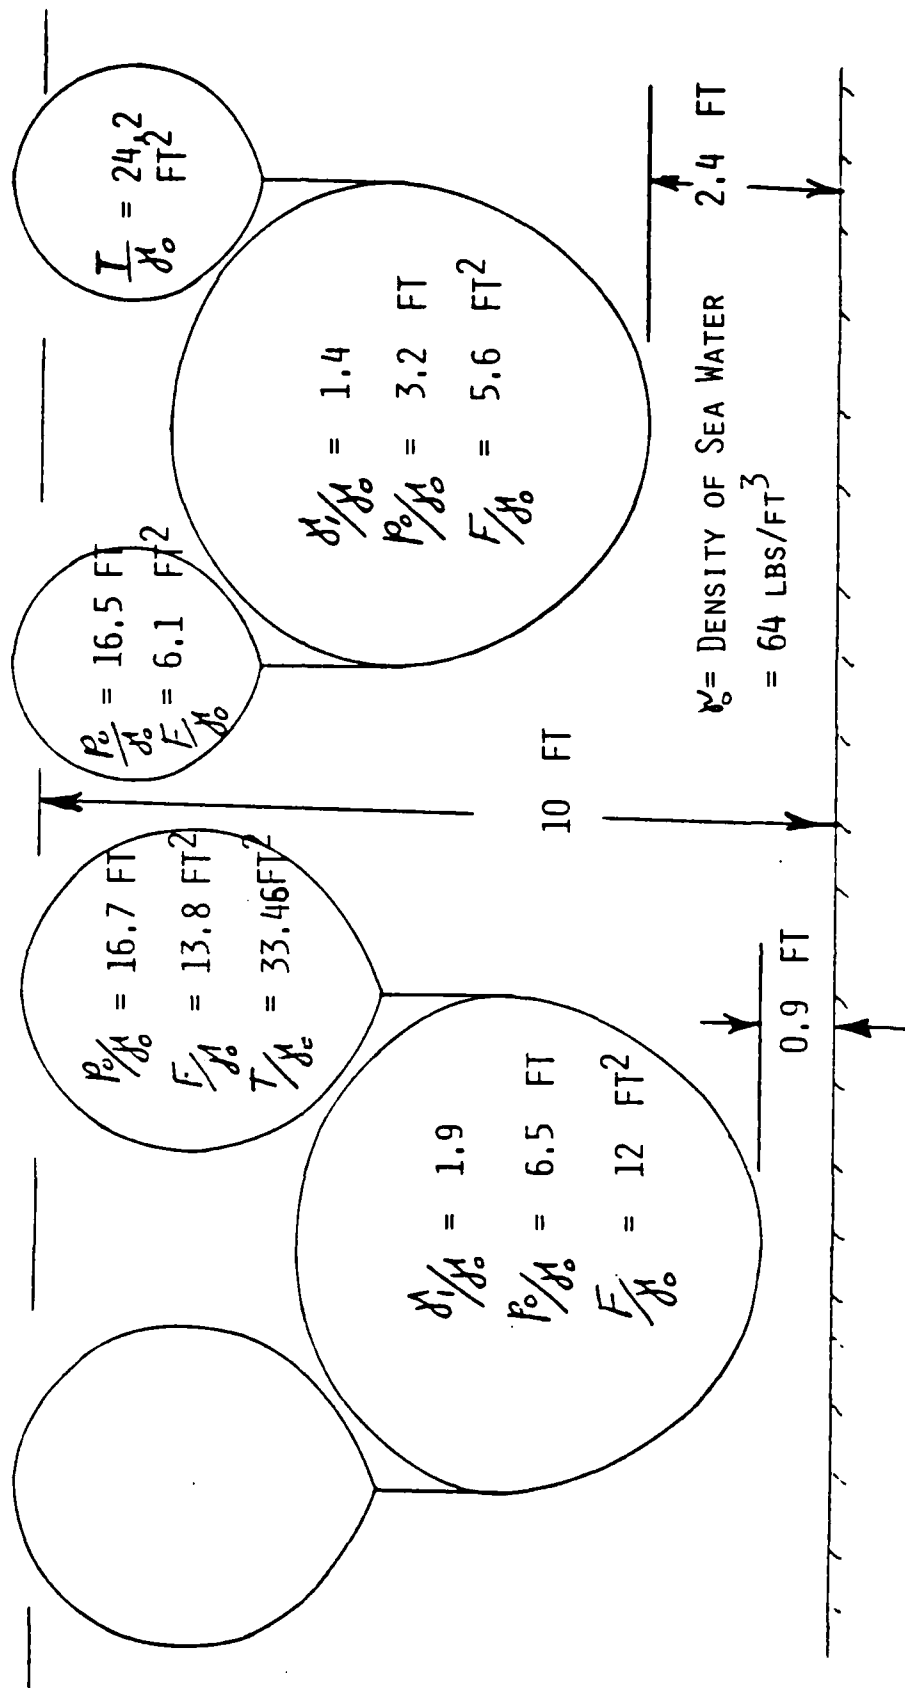 P₀/γ₀ = 16.7 FT
F/γ₀ = 13.8 FT²
T/γ₀ = 33.46 FT²
γ₁/γ₀ = 1.9
P₀/γ₀ = 6.5 FT
F/γ₀ = 12 FT²
0.9 FT
10 FT
P₀/γ₀ = 16.5 FT
F/γ₀ = 6.1 FT²
T/γ₀ = 24.2 FT²
γ₁/γ₀ = 1.4
P₀/γ₀ = 3.2 FT
F/γ₀ = 5.6 FT²
2.4 FT
γ₀ = DENSITY OF SEA WATER
= 64 LBS/FT³